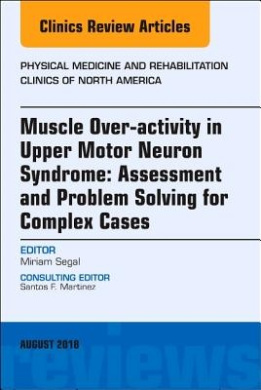 Clinics Review Articles
PHYSICAL MEDICINE AND REHABILITATION
CLINICS OF NORTH AMERICA
Muscle Over-activity in
Upper Motor Neuron
Syndrome: Assessment
and Problem Solving for
Complex Cases
EDITOR
Miriam Segal
CONSULTING EDITOR
Santos F. Martinez
AUGUST 2018
reviews